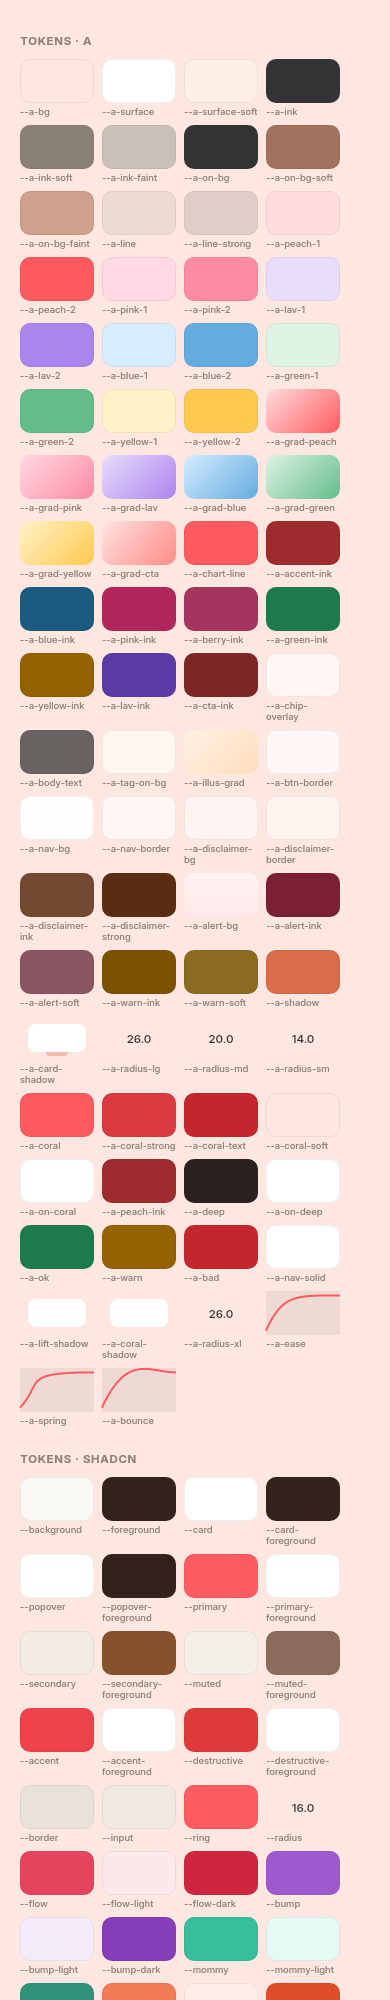 TOKENS · A
--a-bg --a-surface --a-surface-soft --a-ink
--a-ink-soft --a-ink-faint --a-on-bg --a-on-bg-soft
--a-on-bg-faint --a-line --a-line-strong --a-peach-1
--a-peach-2 --a-pink-1 --a-pink-2 --a-lav-1
--a-lav-2 --a-blue-1 --a-blue-2 --a-green-1
--a-green-2 --a-yellow-1 --a-yellow-2 --a-grad-peach
--a-grad-pink --a-grad-lav --a-grad-blue --a-grad-green
--a-grad-yellow --a-grad-cta --a-chart-line --a-accent-ink
--a-blue-ink --a-pink-ink --a-berry-ink --a-green-ink
--a-yellow-ink --a-lav-ink --a-cta-ink --a-chip-
overlay
--a-body-text --a-tag-on-bg --a-illus-grad --a-btn-border
--a-nav-bg --a-nav-border --a-disclaimer- --a-disclaimer-
bg border
--a-disclaimer- --a-disclaimer- --a-alert-bg --a-alert-ink
ink strong
--a-alert-soft --a-warn-ink --a-warn-soft --a-shadow
26.0 20.0 14.0
--a-card- --a-radius-lg --a-radius-md --a-radius-sm
shadow
--a-coral --a-coral-strong --a-coral-text --a-coral-soft
--a-on-coral --a-peach-ink --a-deep --a-on-deep
--a-ok --a-warn --a-bad --a-nav-solid
26.0
--a-lift-shadow --a-coral- --a-radius-xl --a-ease
shadow
--a-spring --a-bounce
TOKENS · SHADCN
--background --foreground --card --card-
foreground
--popover --popover- --primary --primary-
foreground foreground
--secondary --secondary- --muted --muted-
foreground foreground
--accent --accent- --destructive --destructive-
foreground foreground
16.0
--border --input --ring --radius
--flow --flow-light --flow-dark --bump
--bump-light --bump-dark --mommy --mommy-light